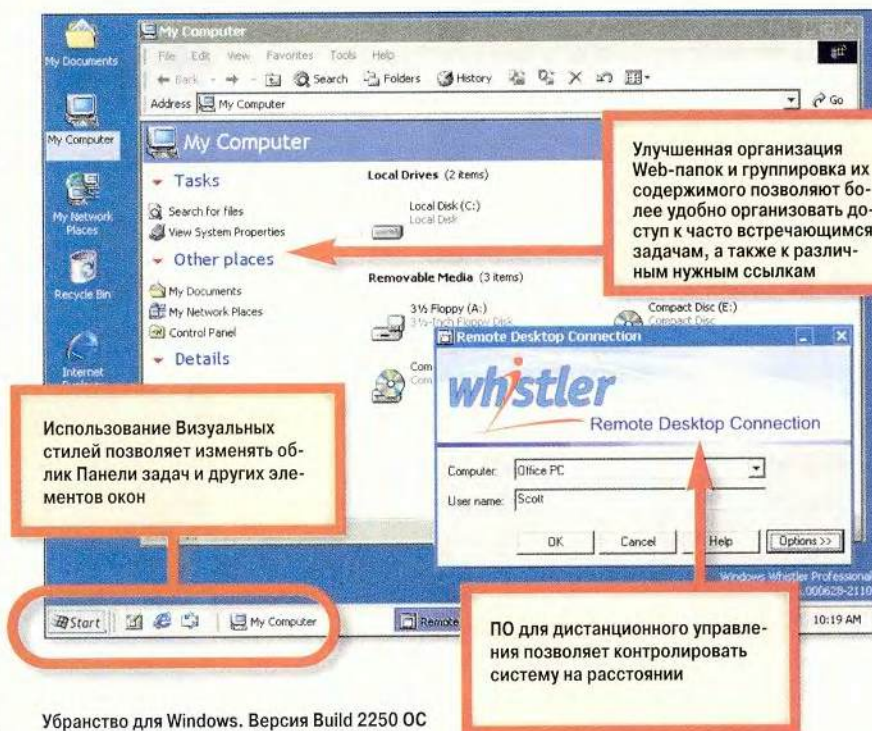 My Documents
My Computer
My Network
Places
Recycle Bin
Internet
My Computer
File Edit View Favorites Tools Help
Back Search Folders History
Address My Computer Go
My Computer
Tasks
Search for files
View System Properties
Other places
My Documents
My Network Places
Control Panel
Details
Local Drives (2 items)
Local Disk (C:)
Local Disk
Removable Media (3 items)
3½ Floppy (A:)
3½-Inch Floppy Disk
Compact Disc (E:)
Compact Disc
Com
Com
Улучшенная организация
Web-папок и группировка их
содержимого позволяют бо-
лее удобно организовать до-
ступ к часто встречающимся
задачам, а также к различ-
ным нужным ссылкам
Remote Desktop Connection
whistler
Remote Desktop Connection
Computer: Office PC
User name: Scott
OK Cancel Help Options >>
Использование Визуальных
стилей позволяет изменять об-
лик Панели задач и других эле-
ментов окон
Windows Whistler Professional
.000628-2110
Start My Computer Remote 10:19 AM
ПО для дистанционного управле-
ния позволяет контролировать
систему на расстоянии
Убранство для Windows. Версия Build 2250 ОС